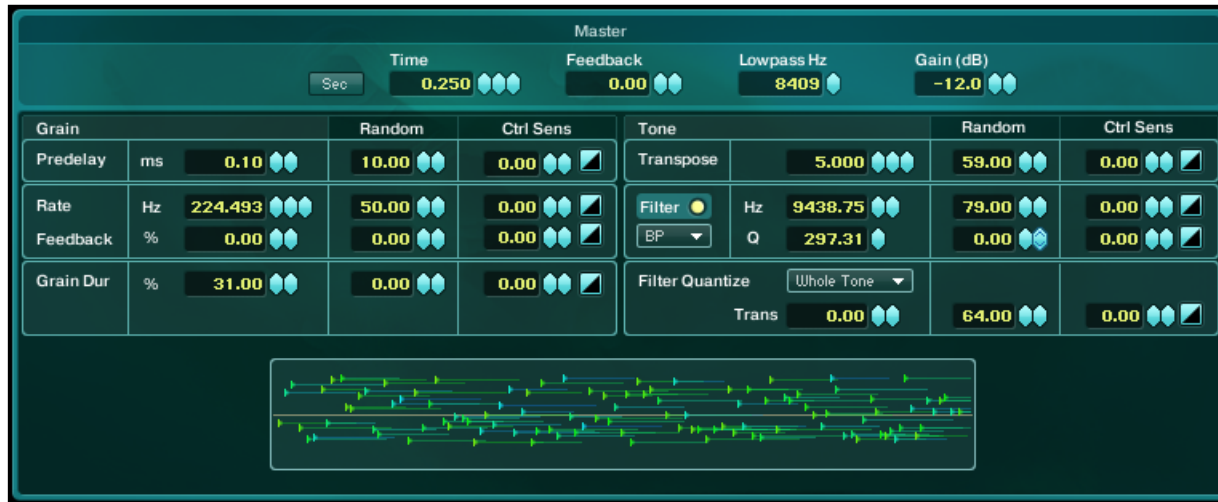 Master
Time Feedback Lowpass Hz Gain (dB)
Sec 0.250 0.00 8409 -12.0
Grain Random Ctrl Sens Tone Random Ctrl Sens
Predelay ms 0.10 10.00 0.00 Transpose 5.000 59.00 0.00
Rate Hz 224.493 50.00 0.00 Filter Hz 9438.75 79.00 0.00
Feedback % 0.00 0.00 0.00 BP Q 297.31 0.00 0.00
Grain Dur % 31.00 0.00 0.00 Filter Quantize Whole Tone
Trans 0.00 64.00 0.00